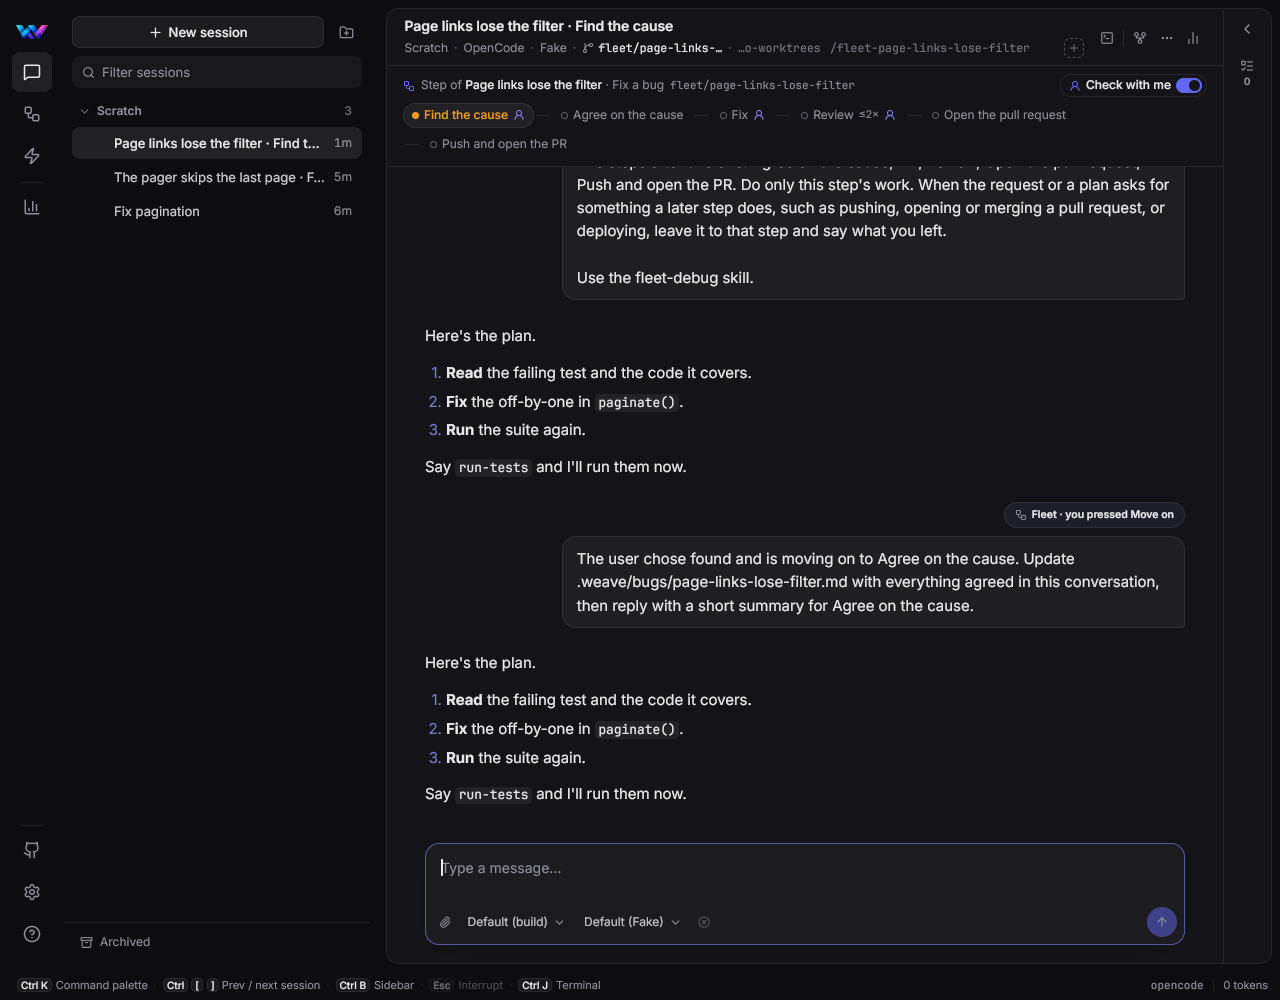 New session
Filter sessions
Scratch 3
Page links lose the filter · Find t... 1m
The pager skips the last page · F... 5m
Fix pagination 6m
Archived
Page links lose the filter · Find the cause
Scratch · OpenCode · Fake · fleet/page-links-… · …o-worktrees /fleet-page-links-lose-filter
Step of Page links lose the filter · Fix a bug fleet/page-links-lose-filter
Check with me
Find the cause
Agree on the cause
Fix
Review ≤2×
Open the pull request
Push and open the PR
0
Push and open the PR. Do only this step's work. When the request or a plan asks for
something a later step does, such as pushing, opening or merging a pull request, or
deploying, leave it to that step and say what you left.
Use the fleet-debug skill.
Here's the plan.
1. Read the failing test and the code it covers.
2. Fix the off-by-one in paginate().
3. Run the suite again.
Say run-tests and I'll run them now.
Fleet · you pressed Move on
The user chose found and is moving on to Agree on the cause. Update
.weave/bugs/page-links-lose-filter.md with everything agreed in this conversation,
then reply with a short summary for Agree on the cause.
Here's the plan.
1. Read the failing test and the code it covers.
2. Fix the off-by-one in paginate().
3. Run the suite again.
Say run-tests and I'll run them now.
Type a message...
Default (build)
Default (Fake)
Ctrl K Command palette · Ctrl [ ] Prev / next session · Ctrl B Sidebar · Esc Interrupt · Ctrl J Terminal
opencode 0 tokens